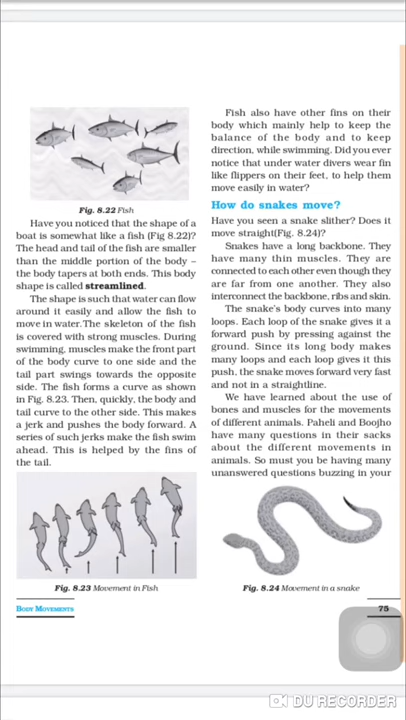 Fig. 8.22 Fish
Have you noticed that the shape of a
boat is somewhat like a fish (Fig 8.22)?
The head and tail of the fish are smaller
than the middle portion of the body –
the body tapers at both ends. This body
shape is called streamlined.
The shape is such that water can flow
around it easily and allow the fish to
move in water.The skeleton of the fish
is covered with strong muscles. During
swimming, muscles make the front part
of the body curve to one side and the
tail part swings towards the opposite
side. The fish forms a curve as shown
in Fig. 8.23. Then, quickly, the body and
tail curve to the other side. This makes
a jerk and pushes the body forward. A
series of such jerks make the fish swim
ahead. This is helped by the fins of
the tail.
Fig. 8.23 Movement in Fish
Fish also have other fins on their
body which mainly help to keep the
balance of the body and to keep
direction, while swimming. Did you ever
notice that under water divers wear fin
like flippers on their feet, to help them
move easily in water?
How do snakes move?
Have you seen a snake slither? Does it
move straight(Fig. 8.24)?
Snakes have a long backbone. They
have many thin muscles. They are
connected to each other even though they
are far from one another. They also
interconnect the backbone, ribs and skin.
The snake's body curves into many
loops. Each loop of the snake gives it a
forward push by pressing against the
ground. Since its long body makes
many loops and each loop gives it this
push, the snake moves forward very fast
and not in a straightline.
We have learned about the use of
bones and muscles for the movements
of different animals. Paheli and Boojho
have many questions in their sacks
about the different movements in
animals. So must you be having many
unanswered questions buzzing in your
Fig. 8.24 Movement in a snake
BODY MOVEMENTS
75
DU RECORDER